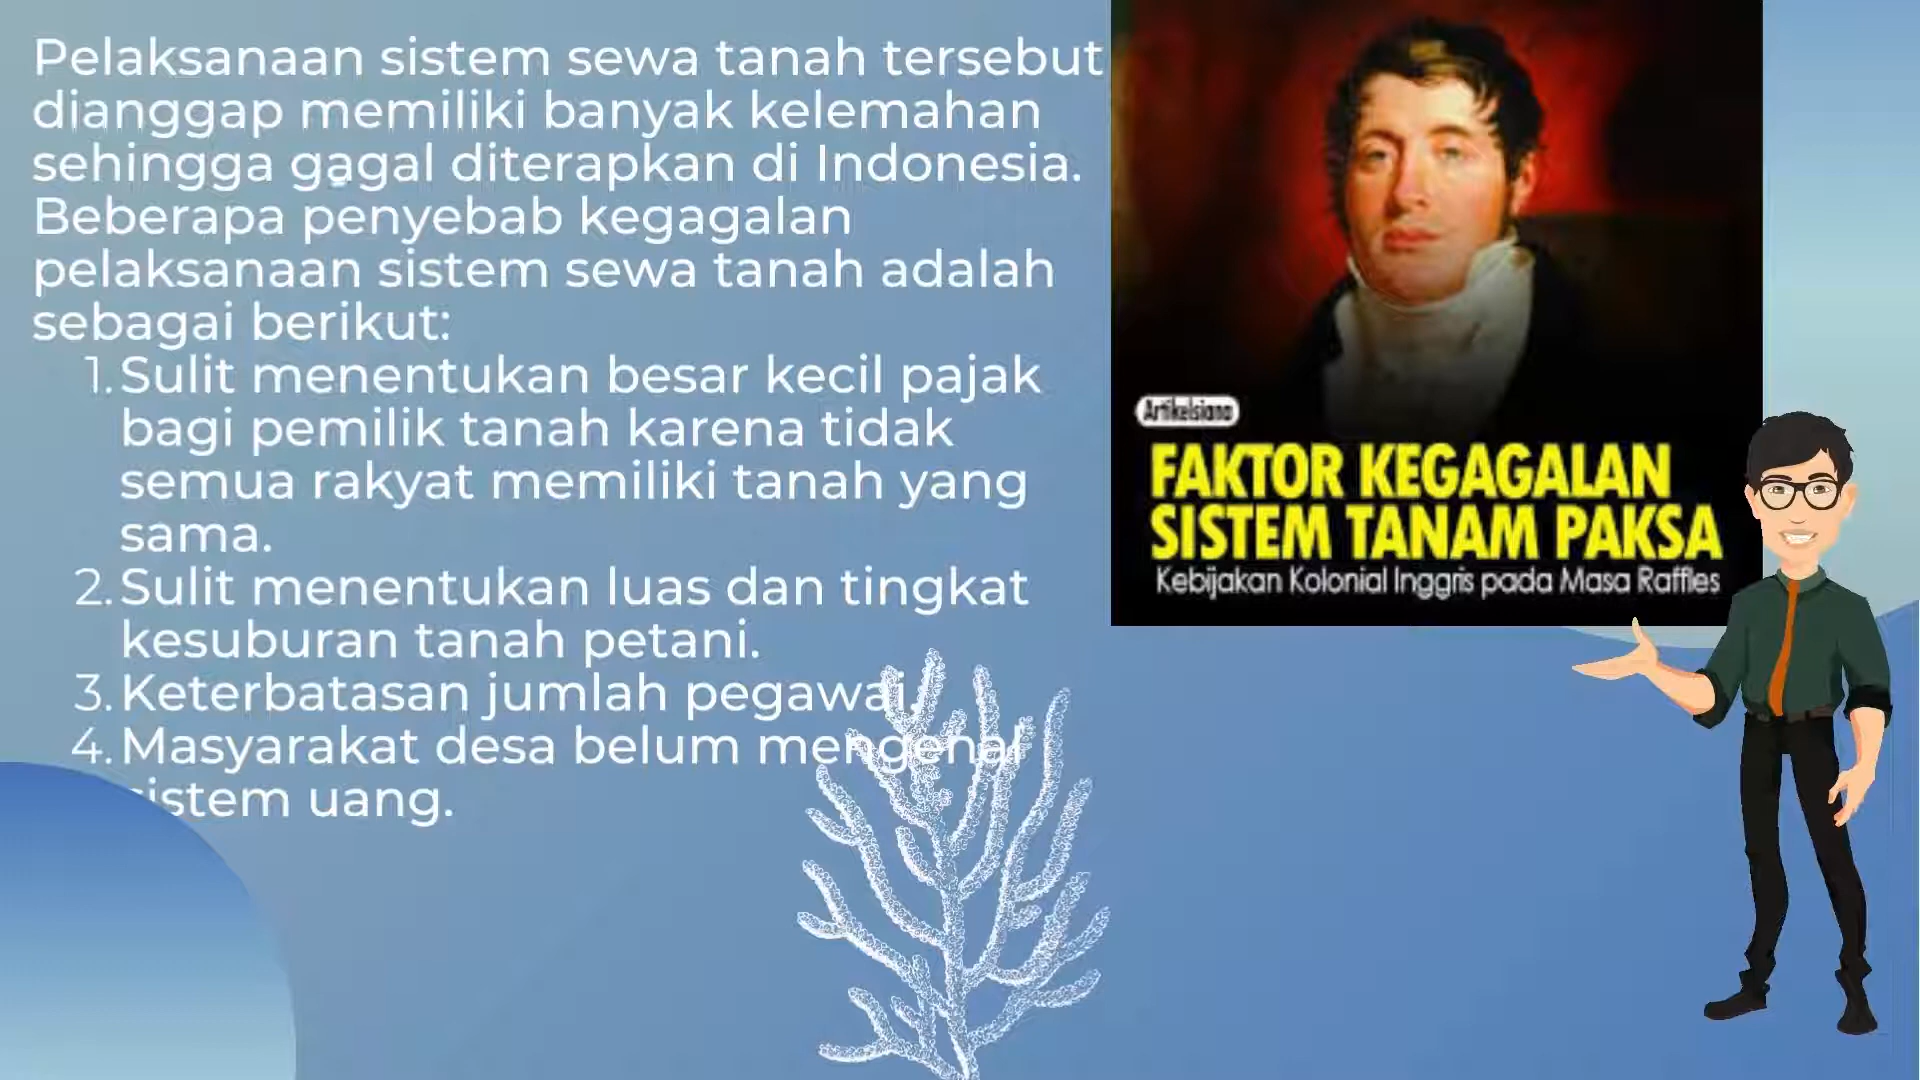 Pelaksanaan sistem sewa tanah tersebut
dianggap memiliki banyak kelemahan
sehingga gagal diterapkan di Indonesia.
Beberapa penyebab kegagalan
pelaksanaan sistem sewa tanah adalah
sebagai berikut:
1. Sulit menentukan besar kecil pajak
bagi pemilik tanah karena tidak
semua rakyat memiliki tanah yang
sama.
2. Sulit menentukan luas dan tingkat
kesuburan tanah petani.
3. Keterbatasan jumlah pegawai.
4. Masyarakat desa belum mengenal
sistem uang.
Artikelsiana
FAKTOR KEGAGALAN
SISTEM TANAM PAKSA
Kebijakan Kolonial Inggris pada Masa Raffles